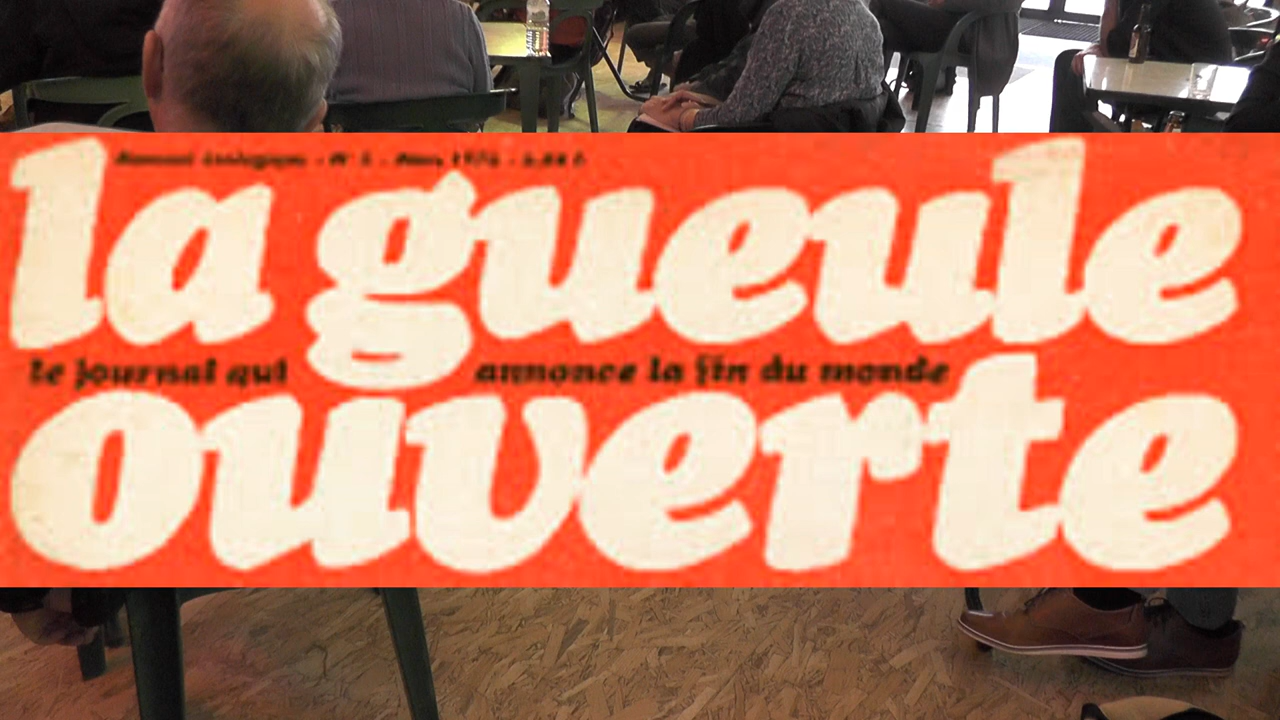 la gueule
le journal qui annonce la fin du monde
ouverte